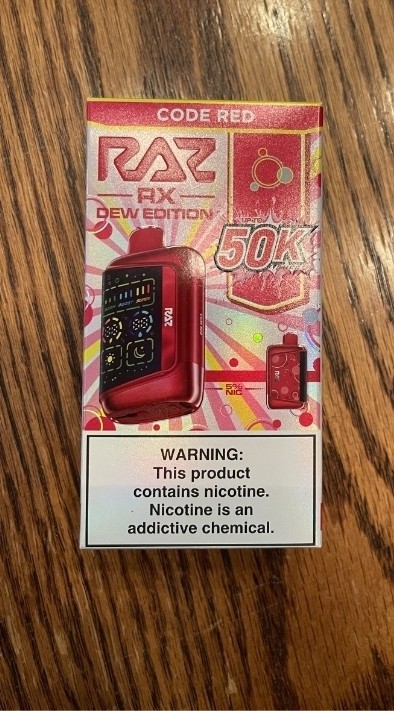 CODE RED
RAZ
RX
DEW EDITION
UP TO
50K
RAZ
5%
NIC
WARNING:
This product
contains nicotine.
Nicotine is an
addictive chemical.